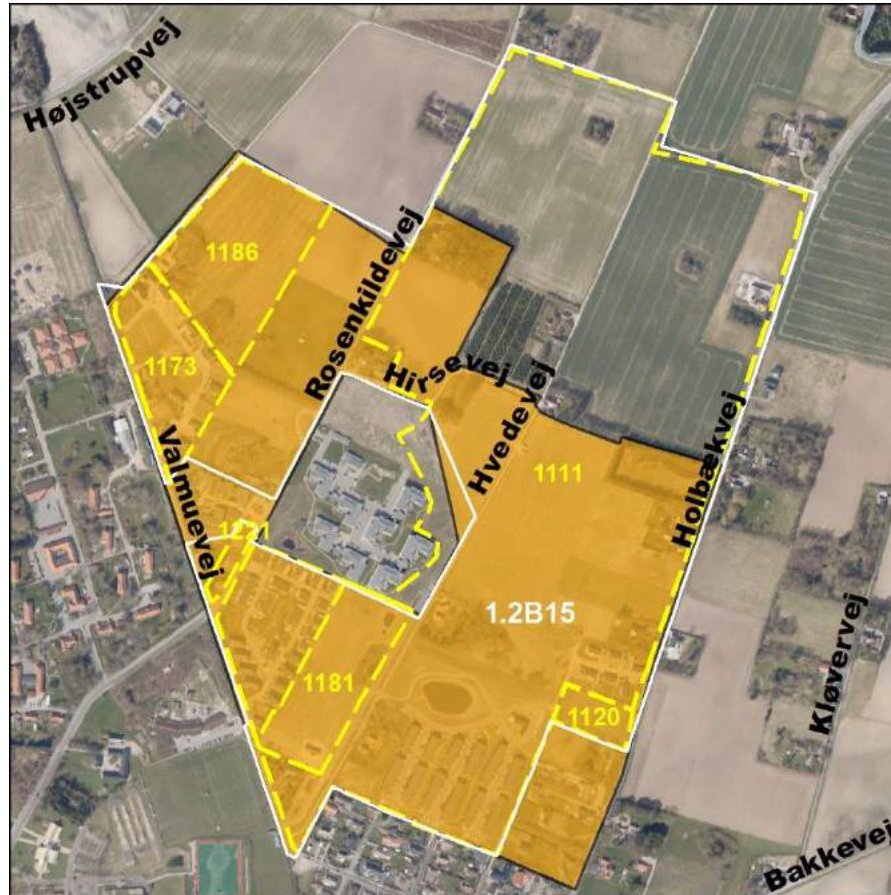 Højstrupvej
1186
Rosenkildevej
1173
Hirsevej
Hvedevej
1111
Holbækvej
Valmuevej
1221
1.2B15
Kløvervej
1181
1120
Bakkevej